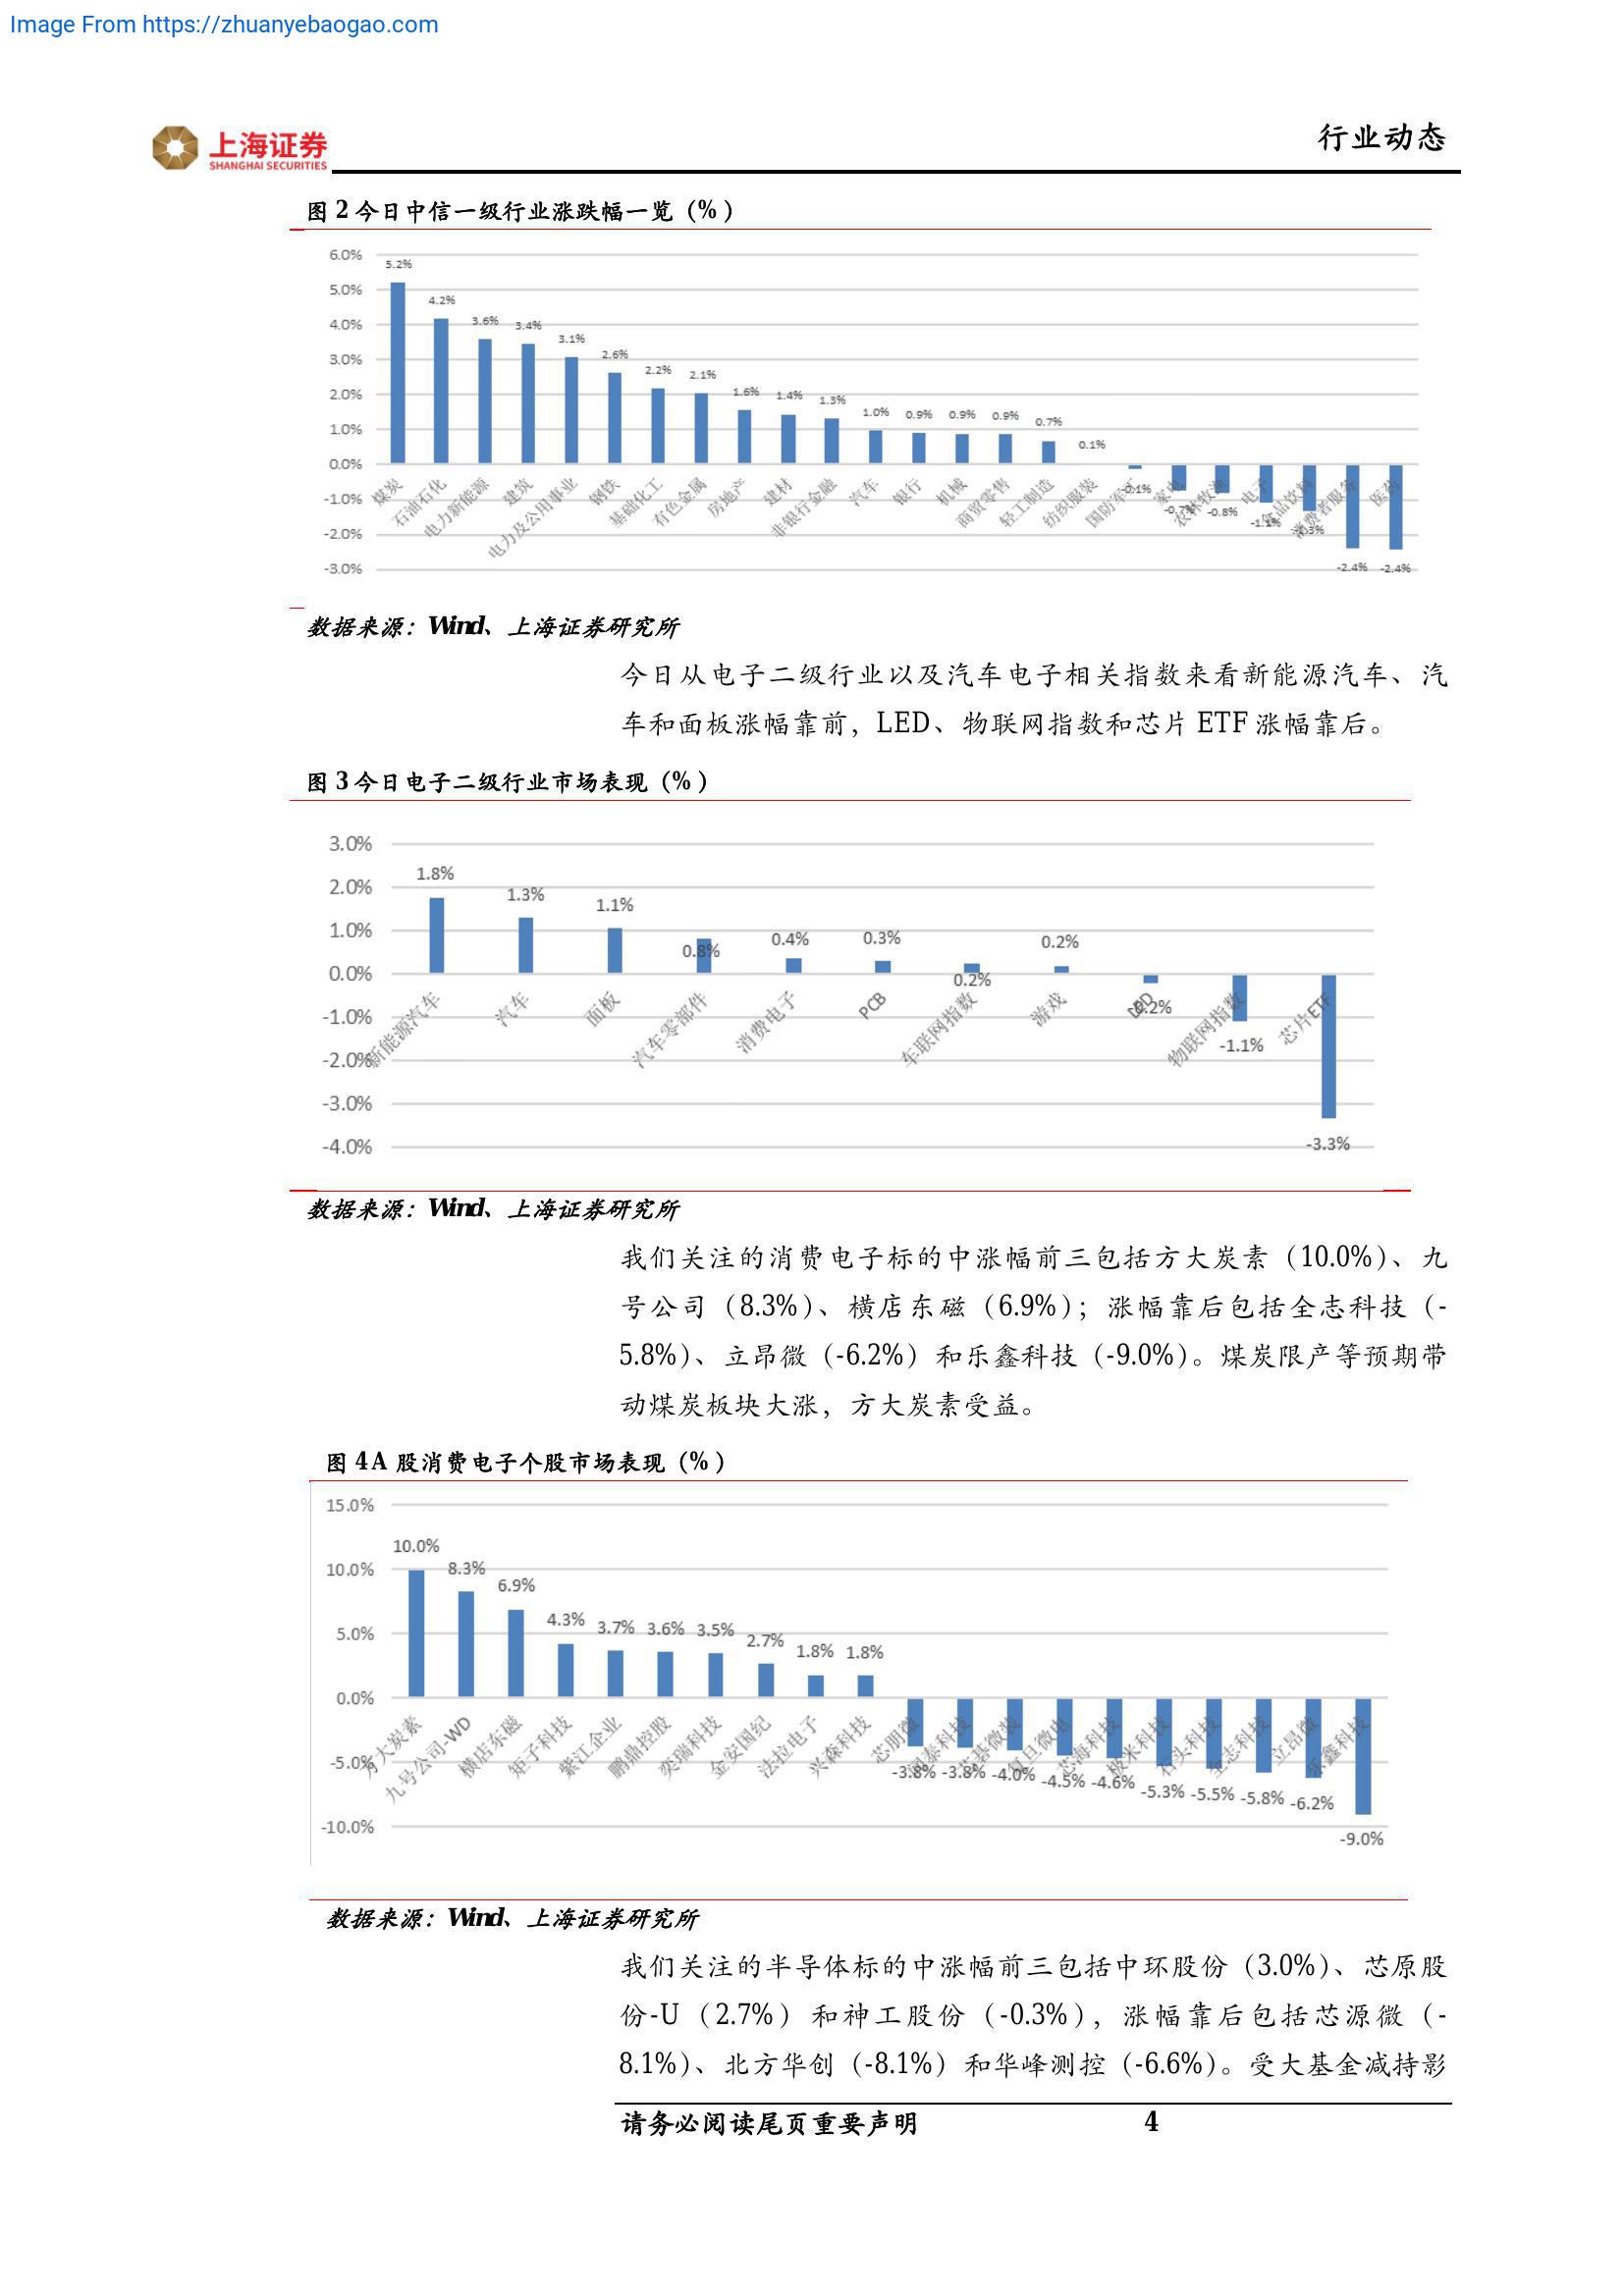 Image From https://zhuanyebaogao.com
上海证券
SHANGHAI SECURITIES
行业动态
图 2 今日中信一级行业涨跌幅一览（%）
6.0%
5.0%
4.0%
3.0%
2.0%
1.0%
0.0%
-1.0%
-2.0%
-3.0%
5.2% 4.2% 3.6% 3.4% 3.1% 2.6% 2.2% 2.1% 1.6% 1.4% 1.3% 1.0% 0.9% 0.9% 0.9% 0.7% 0.1% -0.1% -0.7% -0.8% -1.1% -1.3% -2.4% -2.4%
煤炭 石油石化 电力新能源 建筑 电力及公用事业 钢铁 基础化工 有色金属 房地产 建材 非银行金融 汽车 银行 机械 商贸零售 轻工制造 纺织服装 国防军工 家电 农林牧渔 电子 食品饮料 消费者服务 医药
数据来源：Wind、上海证券研究所
今日从电子二级行业以及汽车电子相关指数来看新能源汽车、汽
车和面板涨幅靠前，LED、物联网指数和芯片 ETF 涨幅靠后。
图 3 今日电子二级行业市场表现（%）
3.0%
2.0%
1.0%
0.0%
-1.0%
-2.0%
-3.0%
-4.0%
1.8% 1.3% 1.1% 0.8% 0.4% 0.3% 0.2% 0.2% -0.2% -1.1% -3.3%
新能源汽车 汽车 面板 汽车零部件 消费电子 PCB 车联网指数 游戏 LED 物联网指数 芯片ETF
数据来源：Wind、上海证券研究所
我们关注的消费电子标的中涨幅前三包括方大炭素（10.0%）、九
号公司（8.3%）、横店东磁（6.9%）；涨幅靠后包括全志科技（-
5.8%）、立昂微（-6.2%）和乐鑫科技（-9.0%）。煤炭限产等预期带
动煤炭板块大涨，方大炭素受益。
图 4A 股消费电子个股市场表现（%）
15.0%
10.0%
5.0%
0.0%
-5.0%
-10.0%
10.0% 8.3% 6.9% 4.3% 3.7% 3.6% 3.5% 2.7% 1.8% 1.8% -3.8% -3.8% -4.0% -4.5% -4.6% -5.3% -5.5% -5.8% -6.2% -9.0%
方大炭素 九号公司-WD 横店东磁 矩子科技 紫江企业 鹏鼎控股 奕瑞科技 金安国纪 法拉电子 兴森科技 芯朋微 芯海科技 极米科技 石头科技 全志科技 立昂微 乐鑫科技
数据来源：Wind、上海证券研究所
我们关注的半导体标的中涨幅前三包括中环股份（3.0%）、芯原股
份-U（2.7%）和神工股份（-0.3%），涨幅靠后包括芯源微（-
8.1%）、北方华创（-8.1%）和华峰测控（-6.6%）。受大基金减持影
请务必阅读尾页重要声明 4